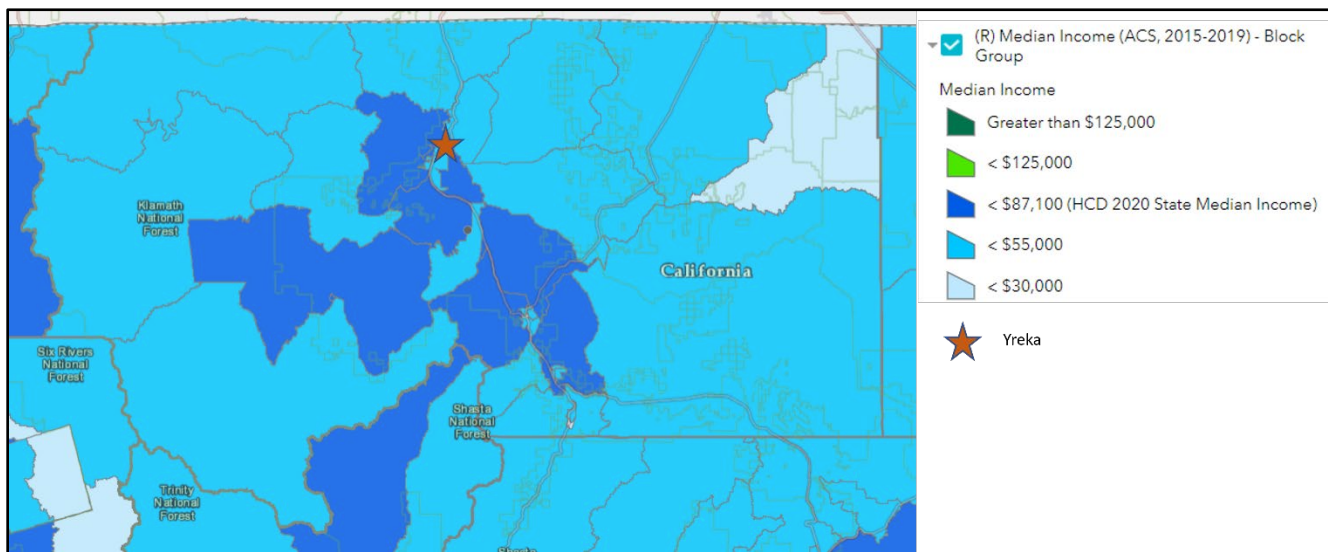 (R) Median Income (ACS, 2015-2019) - Block
Group
Median Income
Greater than $125,000
< $125,000
< $87,100 (HCD 2020 State Median Income)
< $55,000
< $30,000
Yreka
Klamath
National
Forest
California
Six Rivers
National
Forest
Shasta
National
Forest
Trinity
National
Forest
Shasta